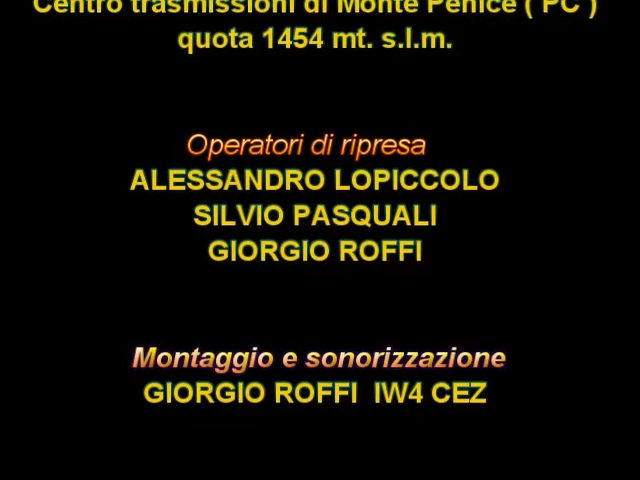 Centro trasmissioni di Monte Penice ( PC )
quota 1454 mt. s.l.m.
Operatori di ripresa
ALESSANDRO LOPICCOLO
SILVIO PASQUALI
GIORGIO ROFFI
Montaggio e sonorizzazione
GIORGIO ROFFI IW4 CEZ